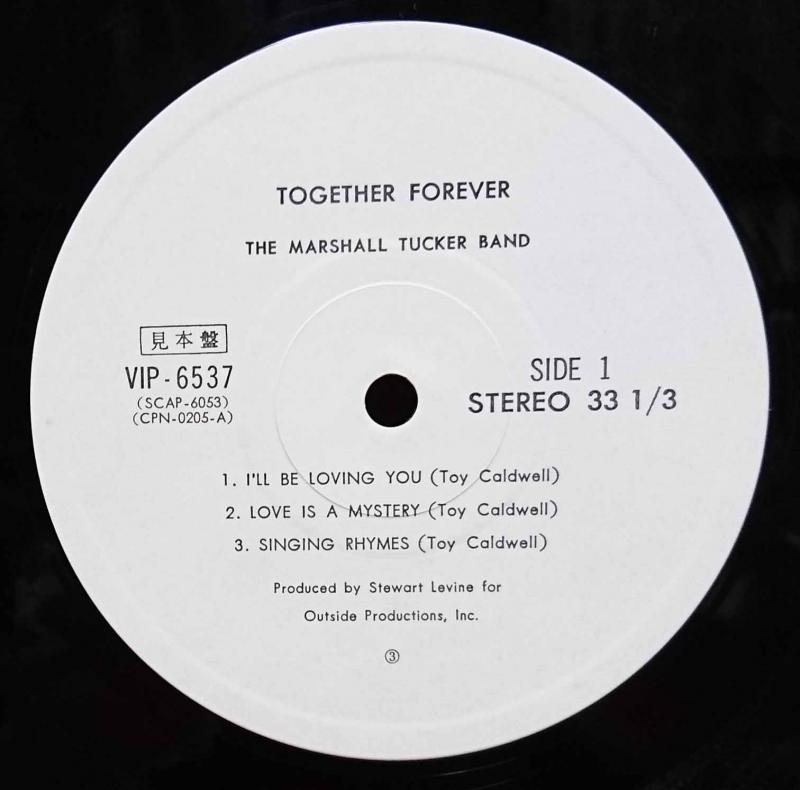 TOGETHER FOREVER
THE MARSHALL TUCKER BAND
見本盤
VIP-6537
(SCAP-6053)
(CPN-0205-A)
SIDE 1
STEREO 33 1/3
1. I'LL BE LOVING YOU (Toy Caldwell)
2. LOVE IS A MYSTERY (Toy Caldwell)
3. SINGING RHYMES (Toy Caldwell)
Produced by Stewart Levine for
Outside Productions, Inc.
③